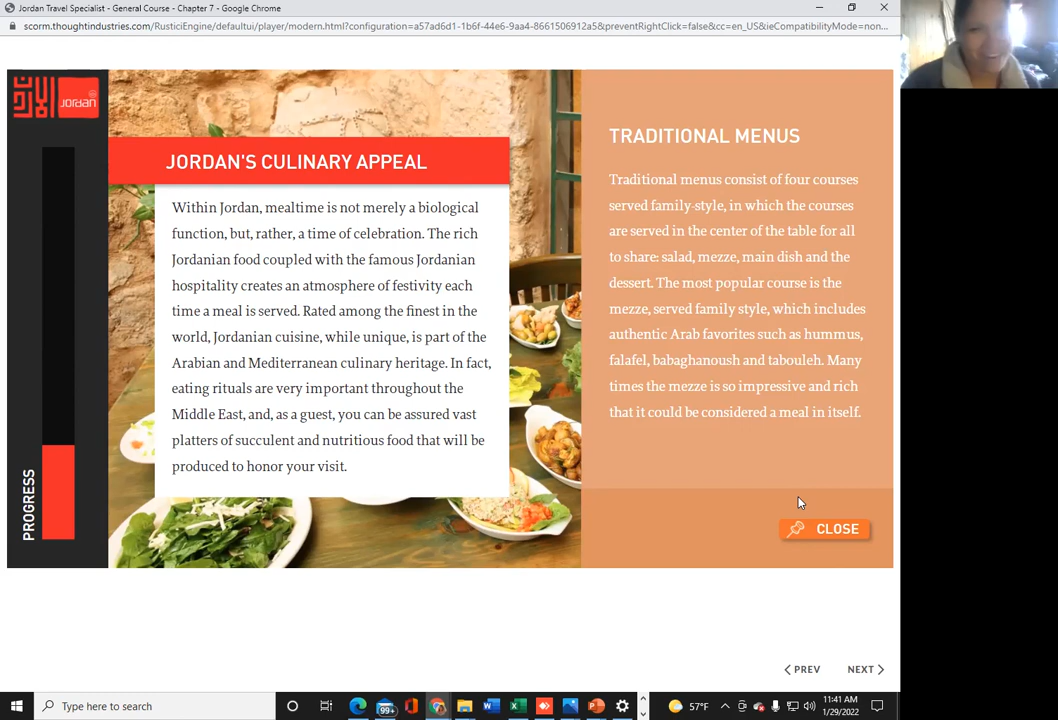 Jordan Travel Specialist - General Course - Chapter 7 - Google Chrome
scorm.thoughtindustries.com/RusticiEngine/defaultui/player/modern.html?configuration=a57ad6d1-1b6f-44e6-9aa4-8661506912a5&preventRightClick=false&cc=en_US&ieCompatibilityMode=non...
الأردن
Jordan
JORDAN'S CULINARY APPEAL
Within Jordan, mealtime is not merely a biological
function, but, rather, a time of celebration. The rich
Jordanian food coupled with the famous Jordanian
hospitality creates an atmosphere of festivity each
time a meal is served. Rated among the finest in the
world, Jordanian cuisine, while unique, is part of the
Arabian and Mediterranean culinary heritage. In fact,
eating rituals are very important throughout the
Middle East, and, as a guest, you can be assured vast
platters of succulent and nutritious food that will be
produced to honor your visit.
PROGRESS
TRADITIONAL MENUS
Traditional menus consist of four courses
served family-style, in which the courses
are served in the center of the table for all
to share: salad, mezze, main dish and the
dessert. The most popular course is the
mezze, served family style, which includes
authentic Arab favorites such as hummus,
falafel, babaghanoush and tabouleh. Many
times the mezze is so impressive and rich
that it could be considered a meal in itself.
CLOSE
PREV NEXT
Type here to search
99+
57°F
11:41 AM
1/29/2022